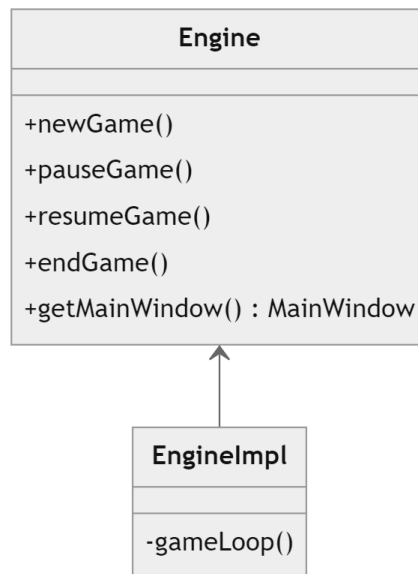 Engine
+newGame()
+pauseGame()
+resumeGame()
+endGame()
+getMainWindow() : MainWindow
EngineImpl
-gameLoop()